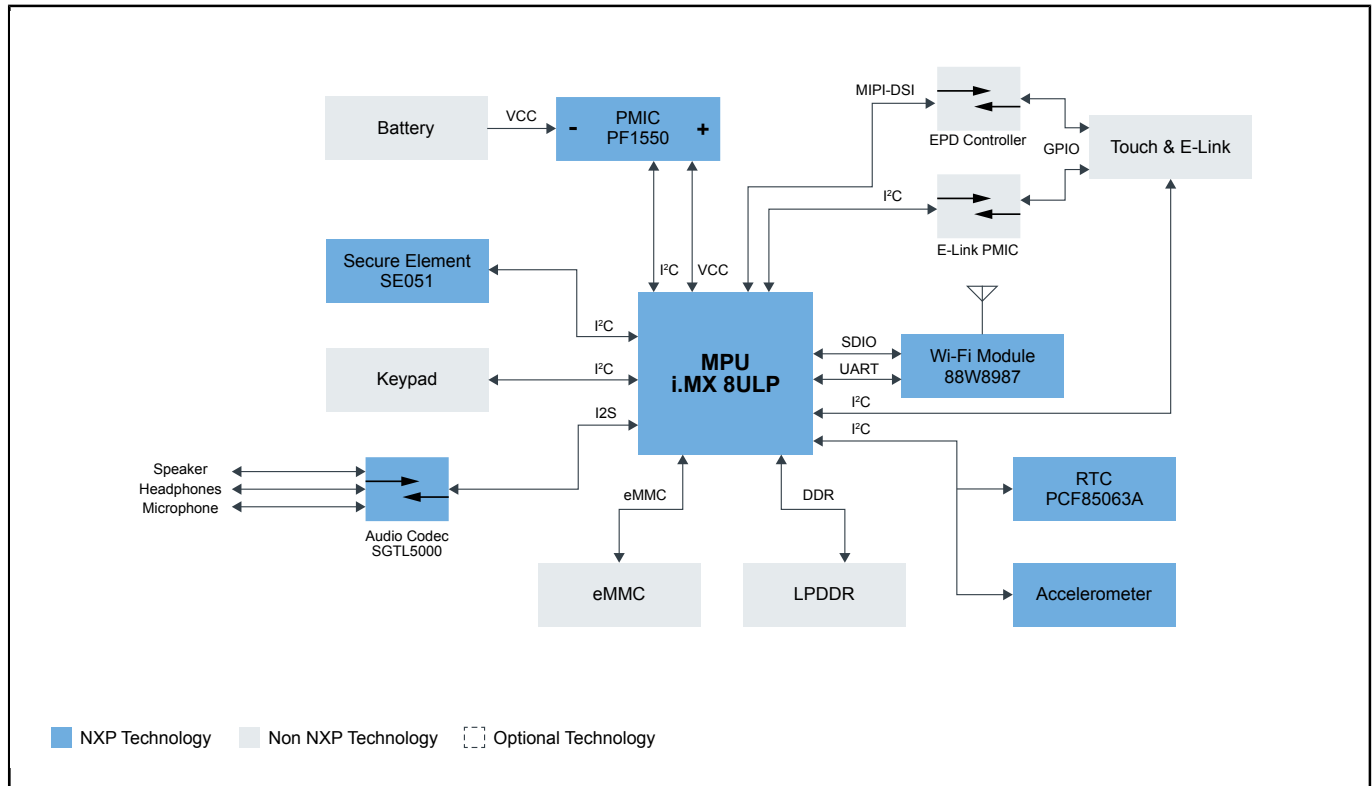 MIPI-DSI
EPD Controller
Battery
VCC
- PMIC +
PF1550
GPIO
Touch & E-Link
I²C
E-Link PMIC
Secure Element
SE051
I²C
VCC
I²C
MPU
i.MX 8ULP
SDIO
UART
Wi-Fi Module
88W8987
Keypad
I²C
I²C
I²C
I2S
Speaker
Headphones
Microphone
Audio Codec
SGTL5000
RTC
PCF85063A
eMMC
DDR
eMMC
LPDDR
Accelerometer
NXP Technology
Non NXP Technology
Optional Technology